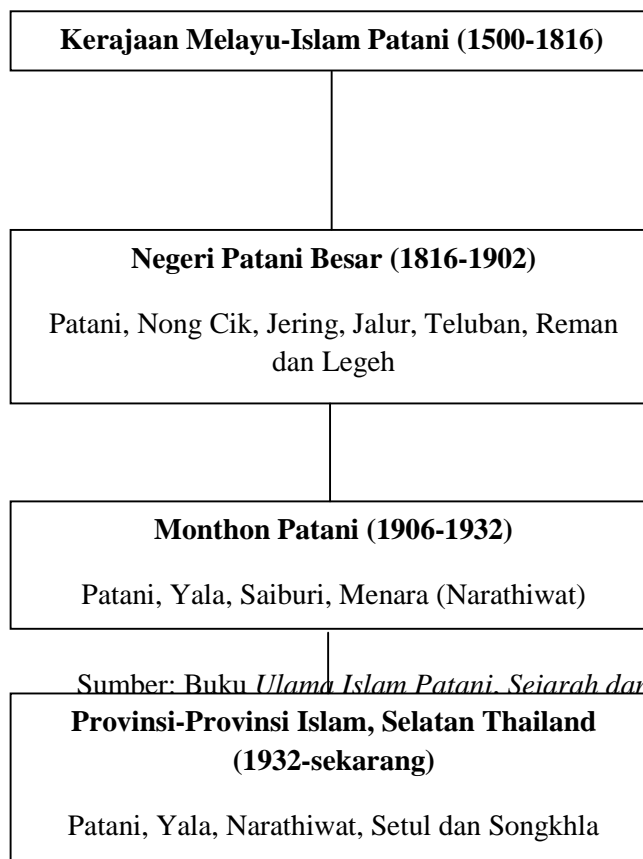 Kerajaan Melayu-Islam Patani (1500-1816)
Negeri Patani Besar (1816-1902)
Patani, Nong Cik, Jering, Jalur, Teluban, Reman
dan Legeh
Monthon Patani (1906-1932)
Patani, Yala, Saiburi, Menara (Narathiwat)
Sumber: Buku Ulama Islam Patani, Sejarah dan
Provinsi-Provinsi Islam, Selatan Thailand
(1932-sekarang)
Patani, Yala, Narathiwat, Setul dan Songkhla